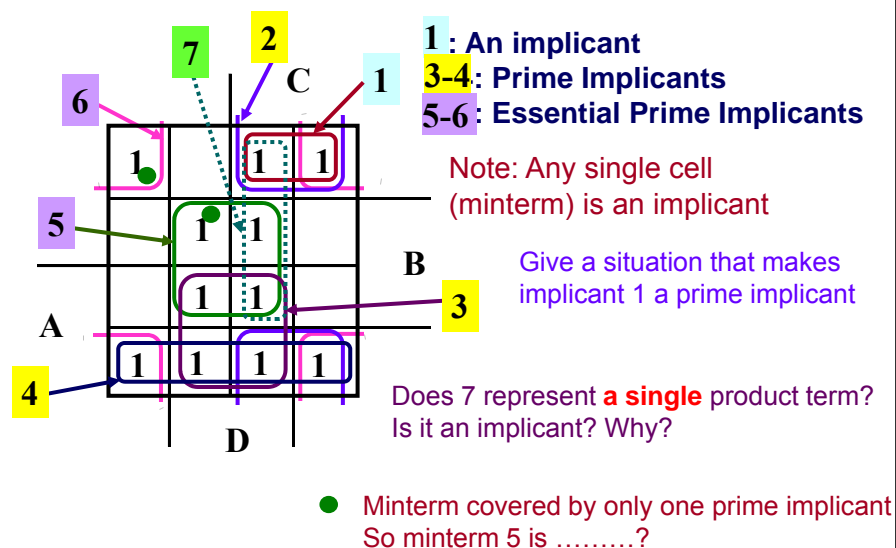 2
1
7
C
6
1 : An implicant
3-4 : Prime Implicants
5-6 : Essential Prime Implicants
1 1 1
Note: Any single cell
(minterm) is an implicant
5
1 1
B
Give a situation that makes
implicant 1 a prime implicant
1 1
3
A
1 1 1 1
4
Does 7 represent a single product term?
Is it an implicant? Why?
D
Minterm covered by only one prime implicant
So minterm 5 is ………?